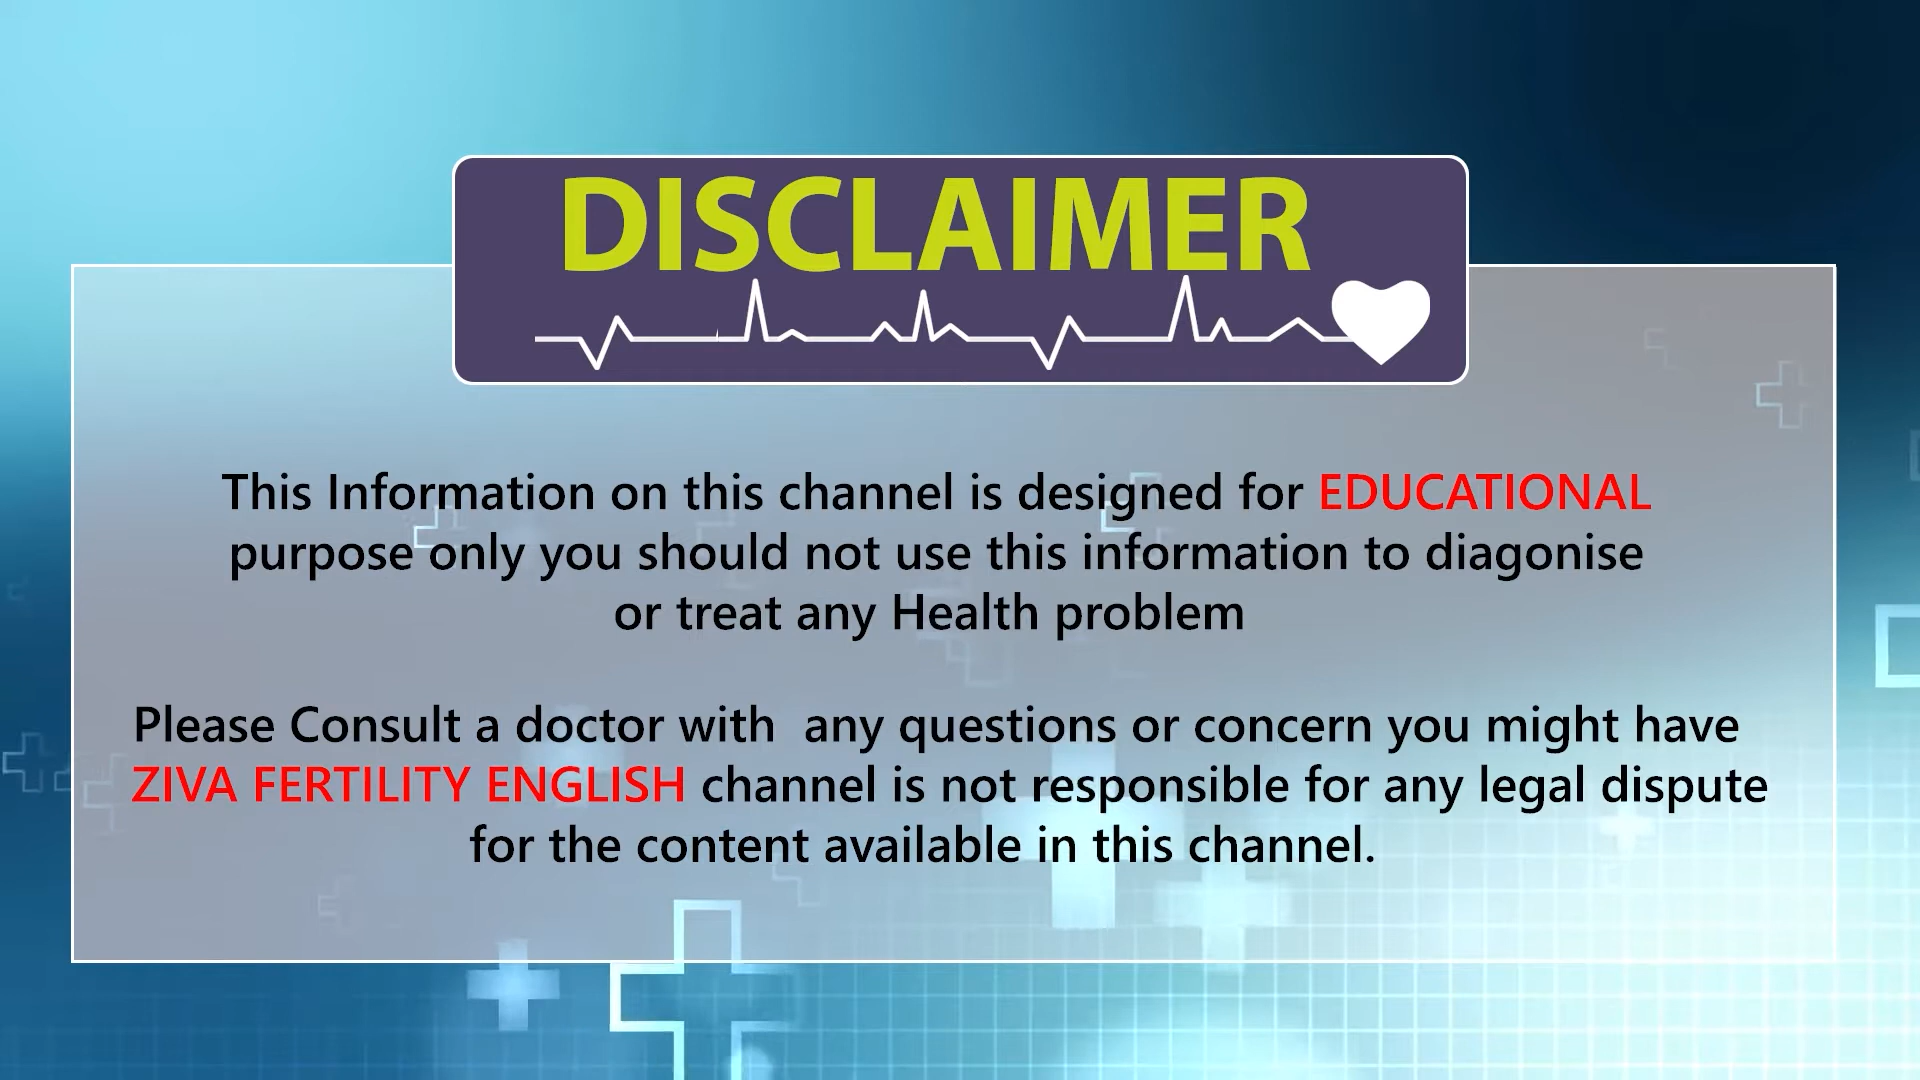 DISCLAIMER
This Information on this channel is designed for EDUCATIONAL
purpose only you should not use this information to diagonise
or treat any Health problem
Please Consult a doctor with  any questions or concern you might have
ZIVA FERTILITY ENGLISH channel is not responsible for any legal dispute
for the content available in this channel.